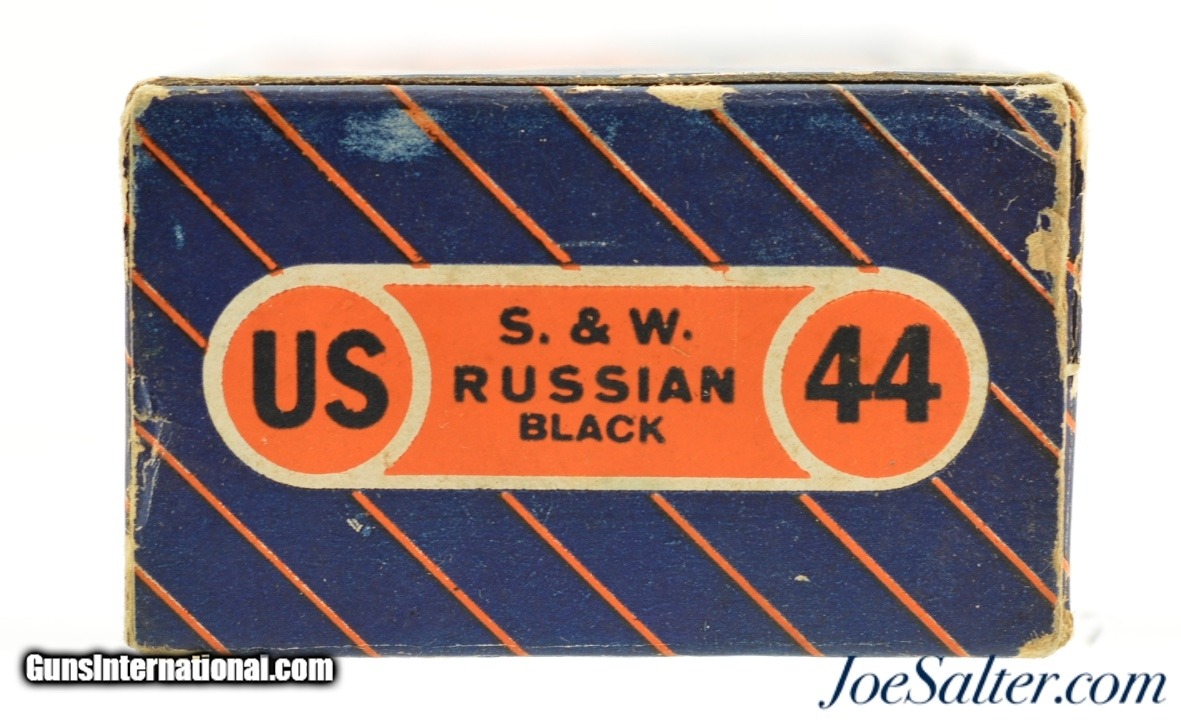 US
S. & W.
RUSSIAN
BLACK
44
GunsInternational.com
JoeSalter.com